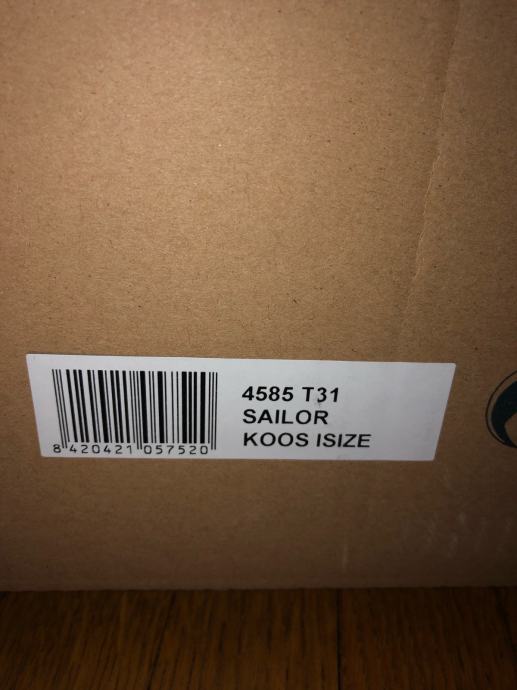 4585 T31
SAILOR
KOOS ISIZE
8 420421 057520